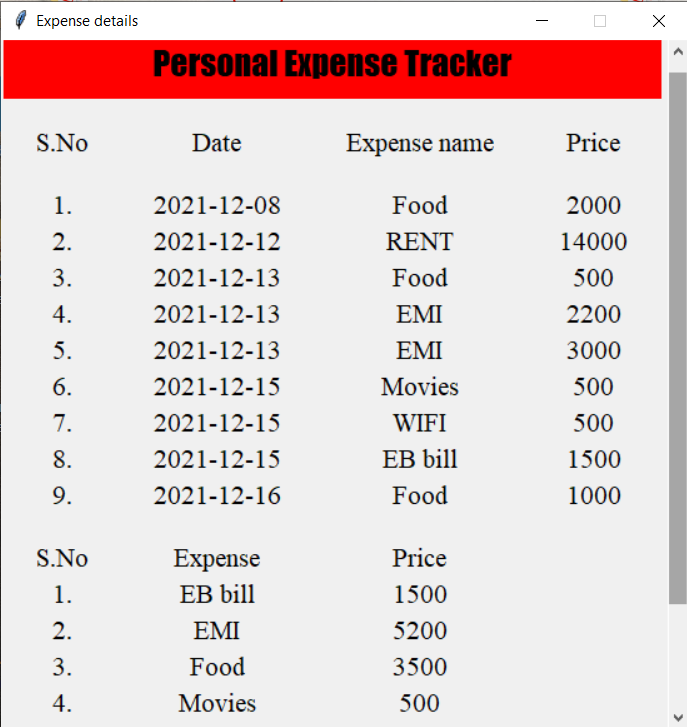 Expense details
Personal Expense Tracker
S.No Date Expense name Price
1. 2021-12-08 Food 2000
2. 2021-12-12 RENT 14000
3. 2021-12-13 Food 500
4. 2021-12-13 EMI 2200
5. 2021-12-13 EMI 3000
6. 2021-12-15 Movies 500
7. 2021-12-15 WIFI 500
8. 2021-12-15 EB bill 1500
9. 2021-12-16 Food 1000
S.No Expense Price
1. EB bill 1500
2. EMI 5200
3. Food 3500
4. Movies 500